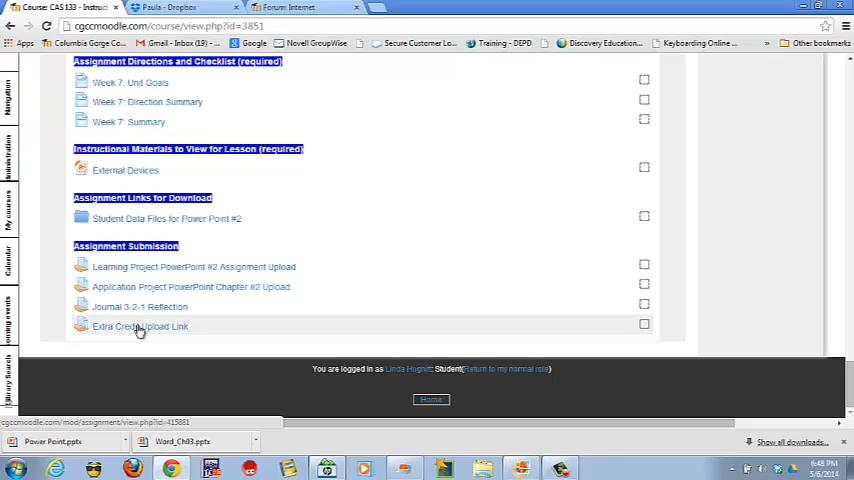 Course: CAS 133 - Instruct
Paula - Dropbox
Forum: Internet
cgccmoodle.com/course/view.php?id=3851
Apps
Columbia Gorge Co...
Gmail - Inbox (19) - ...
Google
Novell GroupWise
Secure Customer Lo...
Training - DEPD
Discovery Education...
Keyboarding Online ...
Other bookmarks
Navigation
My courses
Calendar
Assignment Directions and Checklist (required)
Week 7: Unit Goals
Week 7: Direction Summary
Week 7: Summary
Instructional Materials to View for Lesson (required)
External Devices
Assignment Links for Download
Student Data Files for Power Point #2
Assignment Submission
Learning Project PowerPoint #2 Assignment Upload
Application Project PowerPoint Chapter #2 Upload
Journal 3-2-1 Reflection
Extra Credit Upload Link
You are logged in as Linda Hughitt: Student(Return to my normal role)
Home
cgccmoodle.com/mod/assignment/view.php?id=415881
Power Point.pptx
Word_Ch03.pptx
Show all downloads...
6:48 PM
5/6/2014